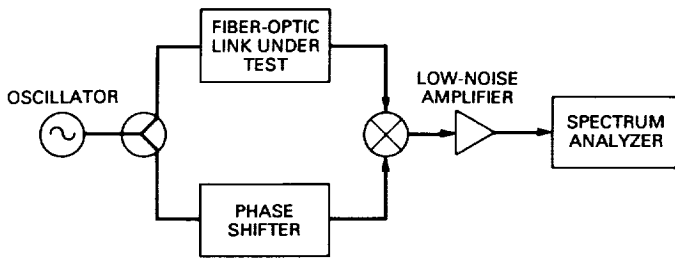 FIBER-OPTIC
LINK UNDER
TEST
OSCILLATOR
LOW-NOISE
AMPLIFIER
SPECTRUM
ANALYZER
PHASE
SHIFTER